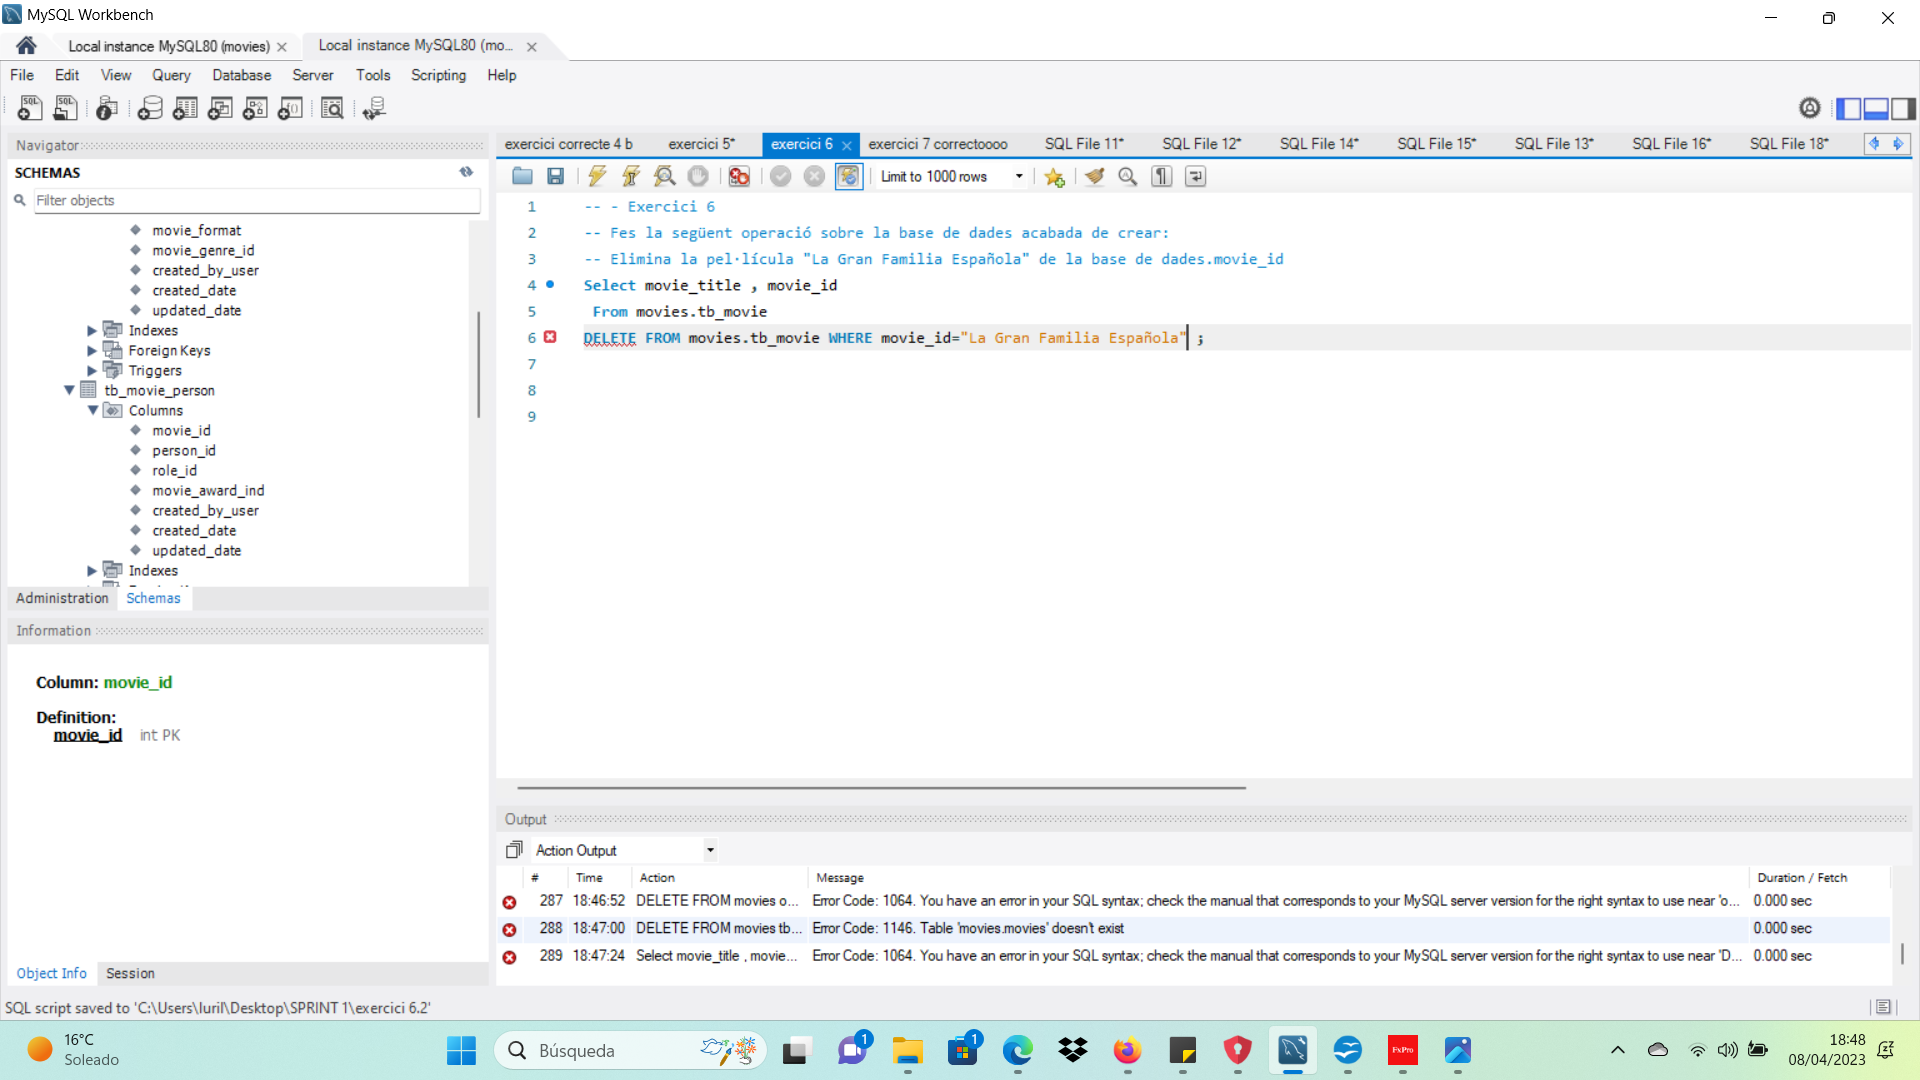 MySQL Workbench
Local instance MySQL80 (movies)
Local instance MySQL80 (mo...
File Edit View Query Database Server Tools Scripting Help
Navigator
SCHEMAS
Filter objects
movie_format
movie_genre_id
created_by_user
created_date
updated_date
Indexes
Foreign Keys
Triggers
tb_movie_person
Columns
movie_id
person_id
role_id
movie_award_ind
created_by_user
created_date
updated_date
Indexes
Administration Schemas
Information
Column: movie_id
Definition:
movie_id int PK
Object Info Session
exercici correcte 4 b exercici 5* exercici 6 exercici 7 correctoooo SQL File 11* SQL File 12* SQL File 14* SQL File 15* SQL File 13* SQL File 16* SQL File 18*
Limit to 1000 rows
1 -- - Exercici 6
2 -- Fes la següent operació sobre la base de dades acabada de crear:
3 -- Elimina la pel·lícula "La Gran Familia Española" de la base de dades.movie_id
4 Select movie_title , movie_id
5 From movies.tb_movie
6 DELETE FROM movies.tb_movie WHERE movie_id="La Gran Familia Española" ;
7
8
9
Output
Action Output
# Time Action Message Duration / Fetch
287 18:46:52 DELETE FROM movies o... Error Code: 1064. You have an error in your SQL syntax; check the manual that corresponds to your MySQL server version for the right syntax to use near 'o... 0.000 sec
288 18:47:00 DELETE FROM movies tb... Error Code: 1146. Table 'movies.movies' doesn't exist 0.000 sec
289 18:47:24 Select movie_title , movie... Error Code: 1064. You have an error in your SQL syntax; check the manual that corresponds to your MySQL server version for the right syntax to use near 'D... 0.000 sec
SQL script saved to 'C:\Users\luril\Desktop\SPRINT 1\exercici 6.2'
16°C
Soleado
Búsqueda
1
1
FxPro
18:48
08/04/2023